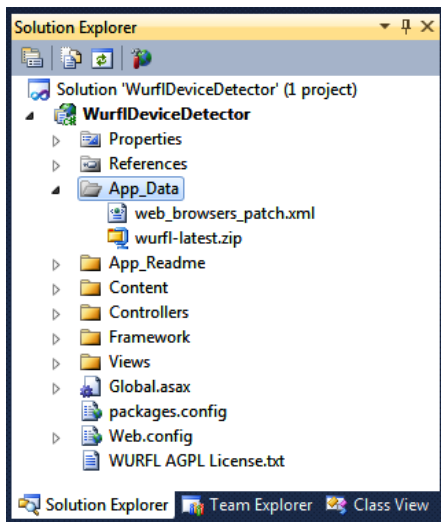 Solution Explorer
Solution 'WurflDeviceDetector' (1 project)
WurflDeviceDetector
Properties
References
App_Data
web_browsers_patch.xml
wurfl-latest.zip
App_Readme
Content
Controllers
Framework
Views
Global.asax
packages.config
Web.config
WURFL AGPL License.txt
Solution Explorer Team Explorer Class View